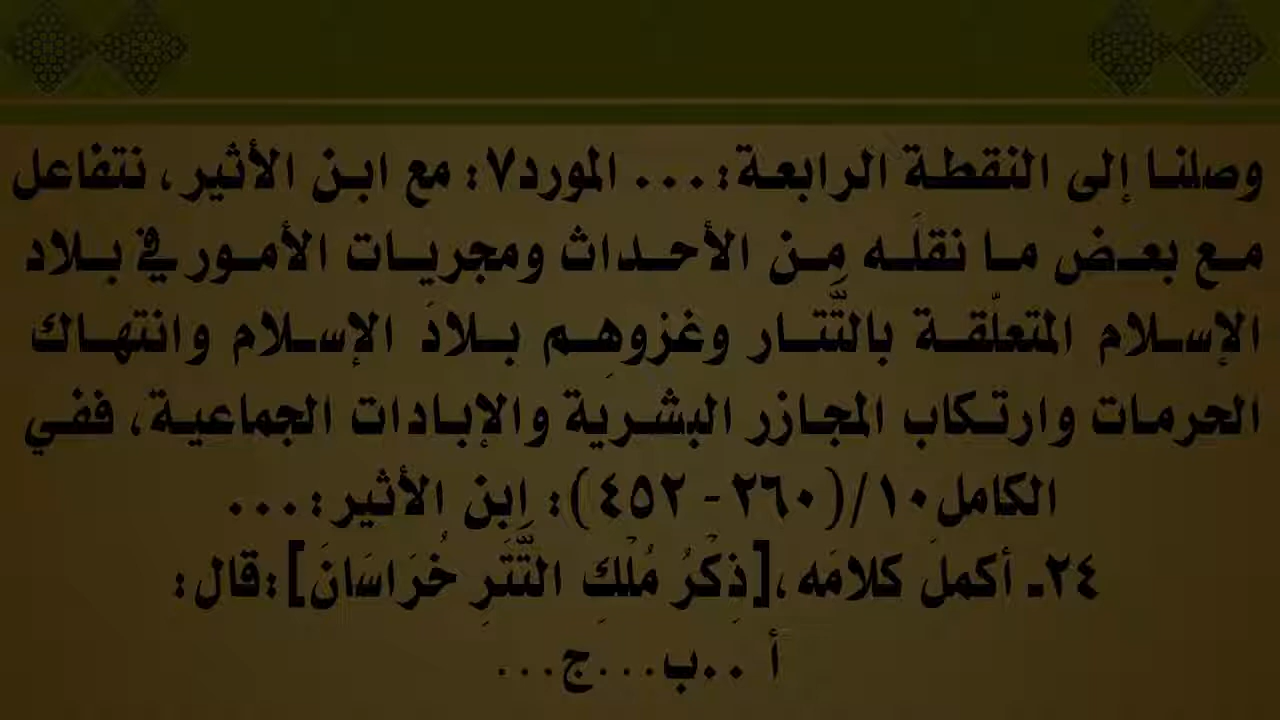 وصلنا إلى النقطة الرابعة:... المورد٧: مع ابن الأثير، نتفاعل
مع بعض ما نقلَه مِن الأحداث ومجريات الأمور في بلاد
الإسلام المتعلّقة بالتَّتار وغزوهِم بلادَ الإسلام وانتهاك
الحرمات وارتكاب المجازر البشرية والإبادات الجماعية، ففي
الكامل١٠/(٢٦٠- ٤٥٢): اِبن الأثير:...
٢٤ـ أكملَ كلامَه،[ذِكْرُ مُلْكِ التَّتَرِ خُرَاسَانَ]:قال:
أ ..ب...ج...